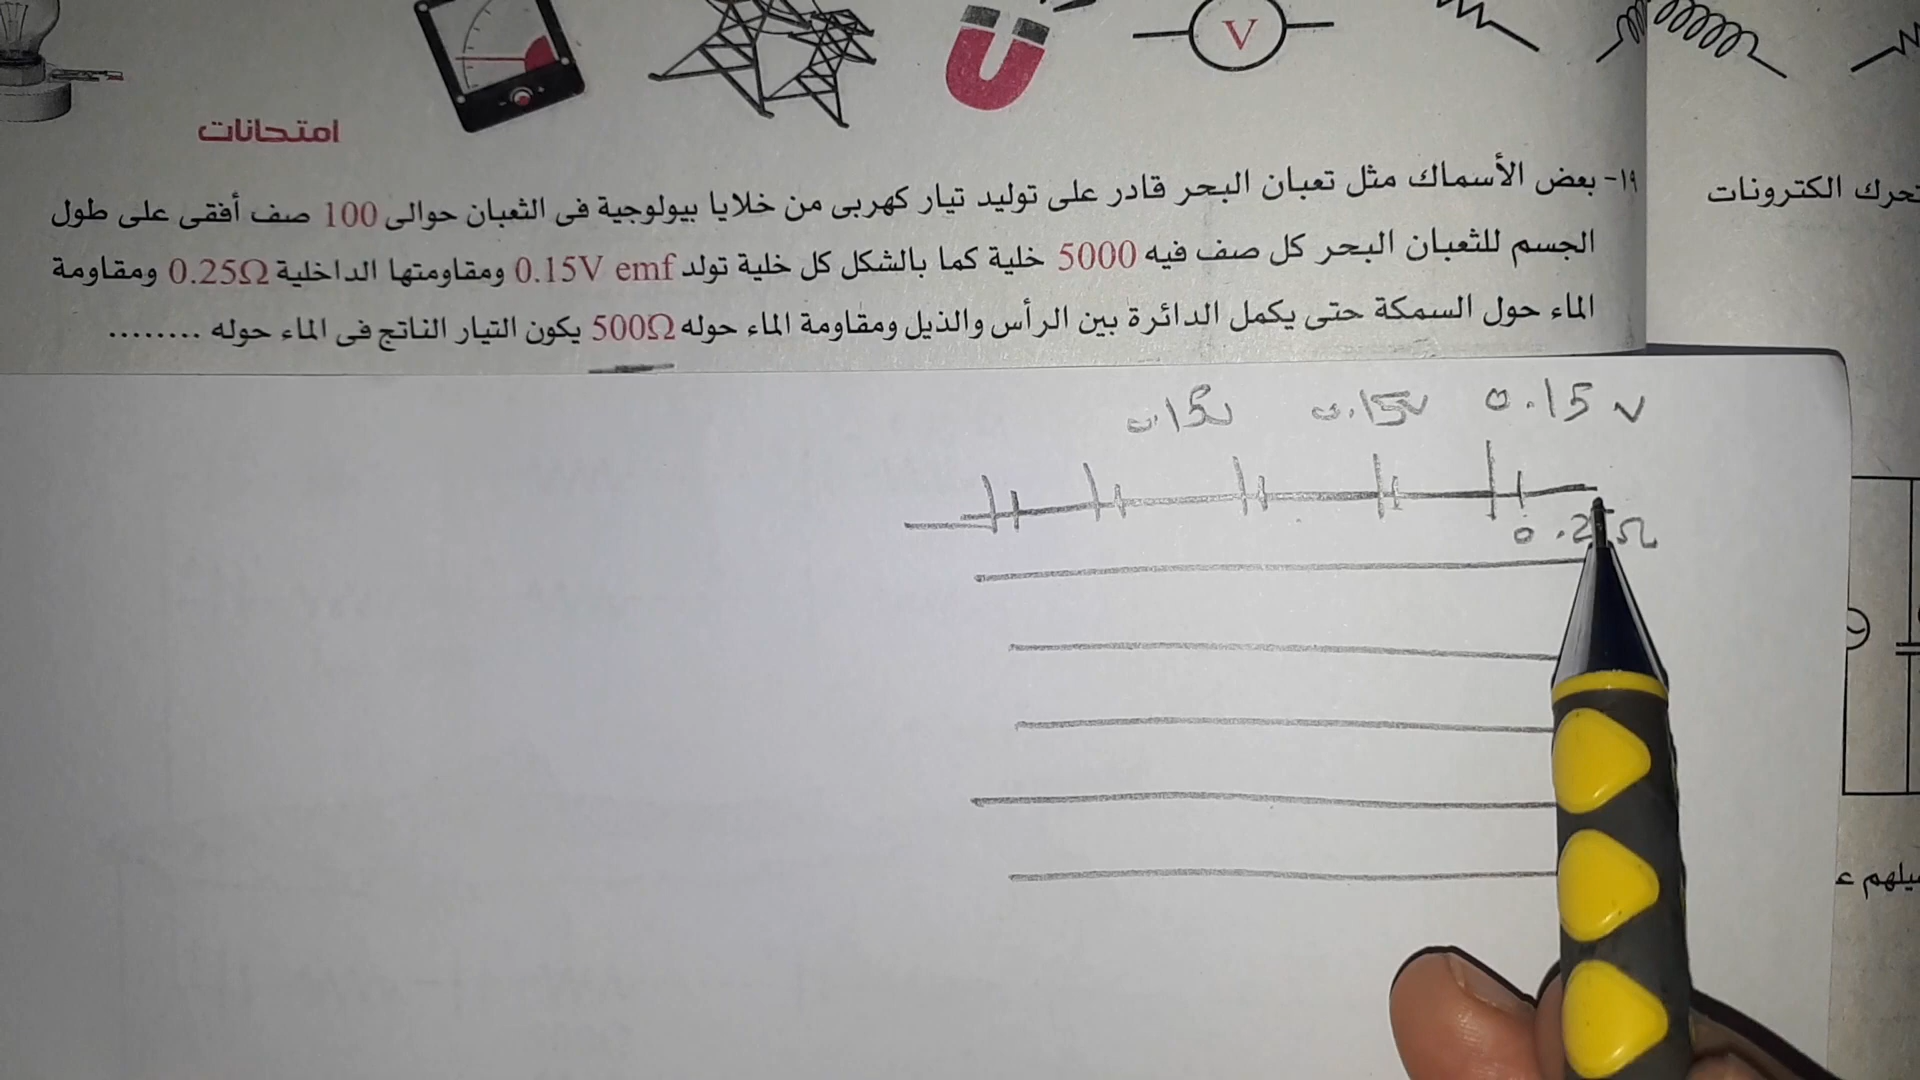 V
امتحانات
١٩- بعض الأسماك مثل تعبان البحر قادر على توليد تيار كهربى من خلايا بيولوجية فى الثعبان حوالى 100 صف أفقى على طول
الجسم للثعبان البحر كل صف فيه 5000 خلية كما بالشكل كل خلية تولد 0.15V emf ومقاومتها الداخلية 0.25Ω ومقاومة
الماء حول السمكة حتى يكمل الدائرة بين الرأس والذيل ومقاومة الماء حوله 500Ω يكون التيار الناتج فى الماء حوله ........
تحرك الكترونات
0.15V 0.15V 0.15 V